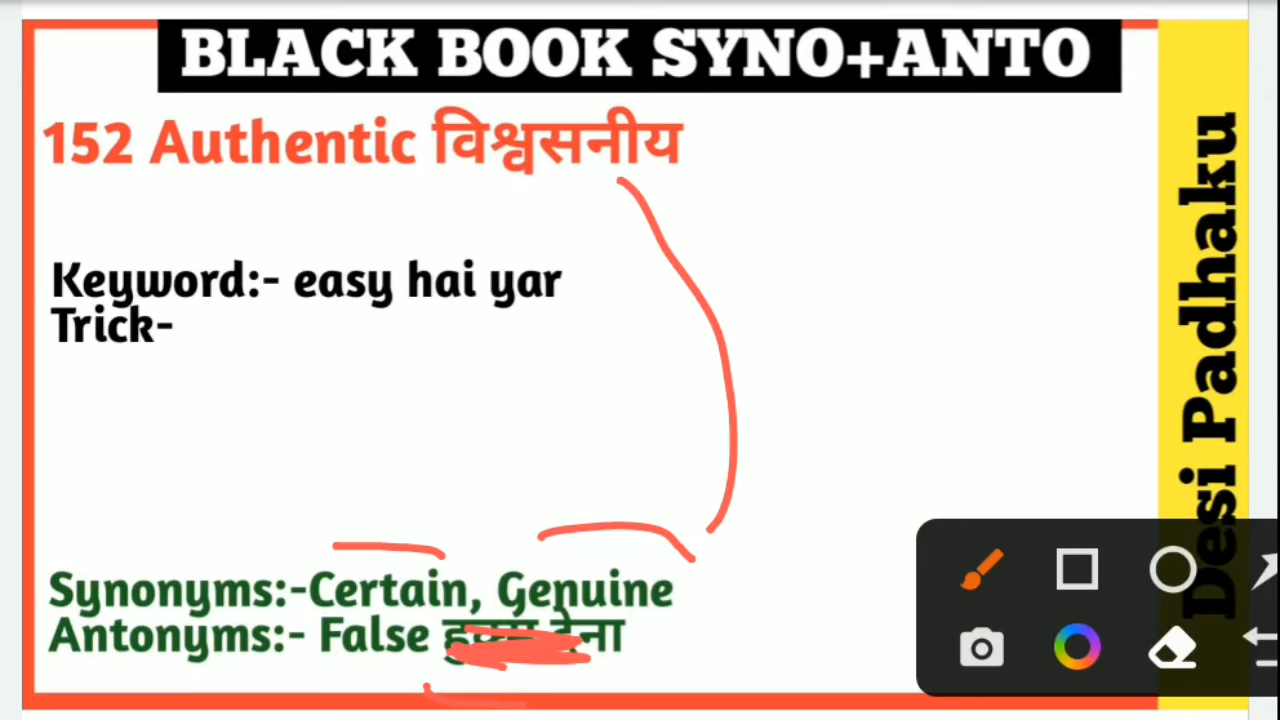 BLACK BOOK SYNO+ANTO
152 Authentic विश्वसनीय
Keyword:- easy hai yar
Trick-
Synonyms:-Certain, Genuine
Antonyms:- False
Desi Padhaku